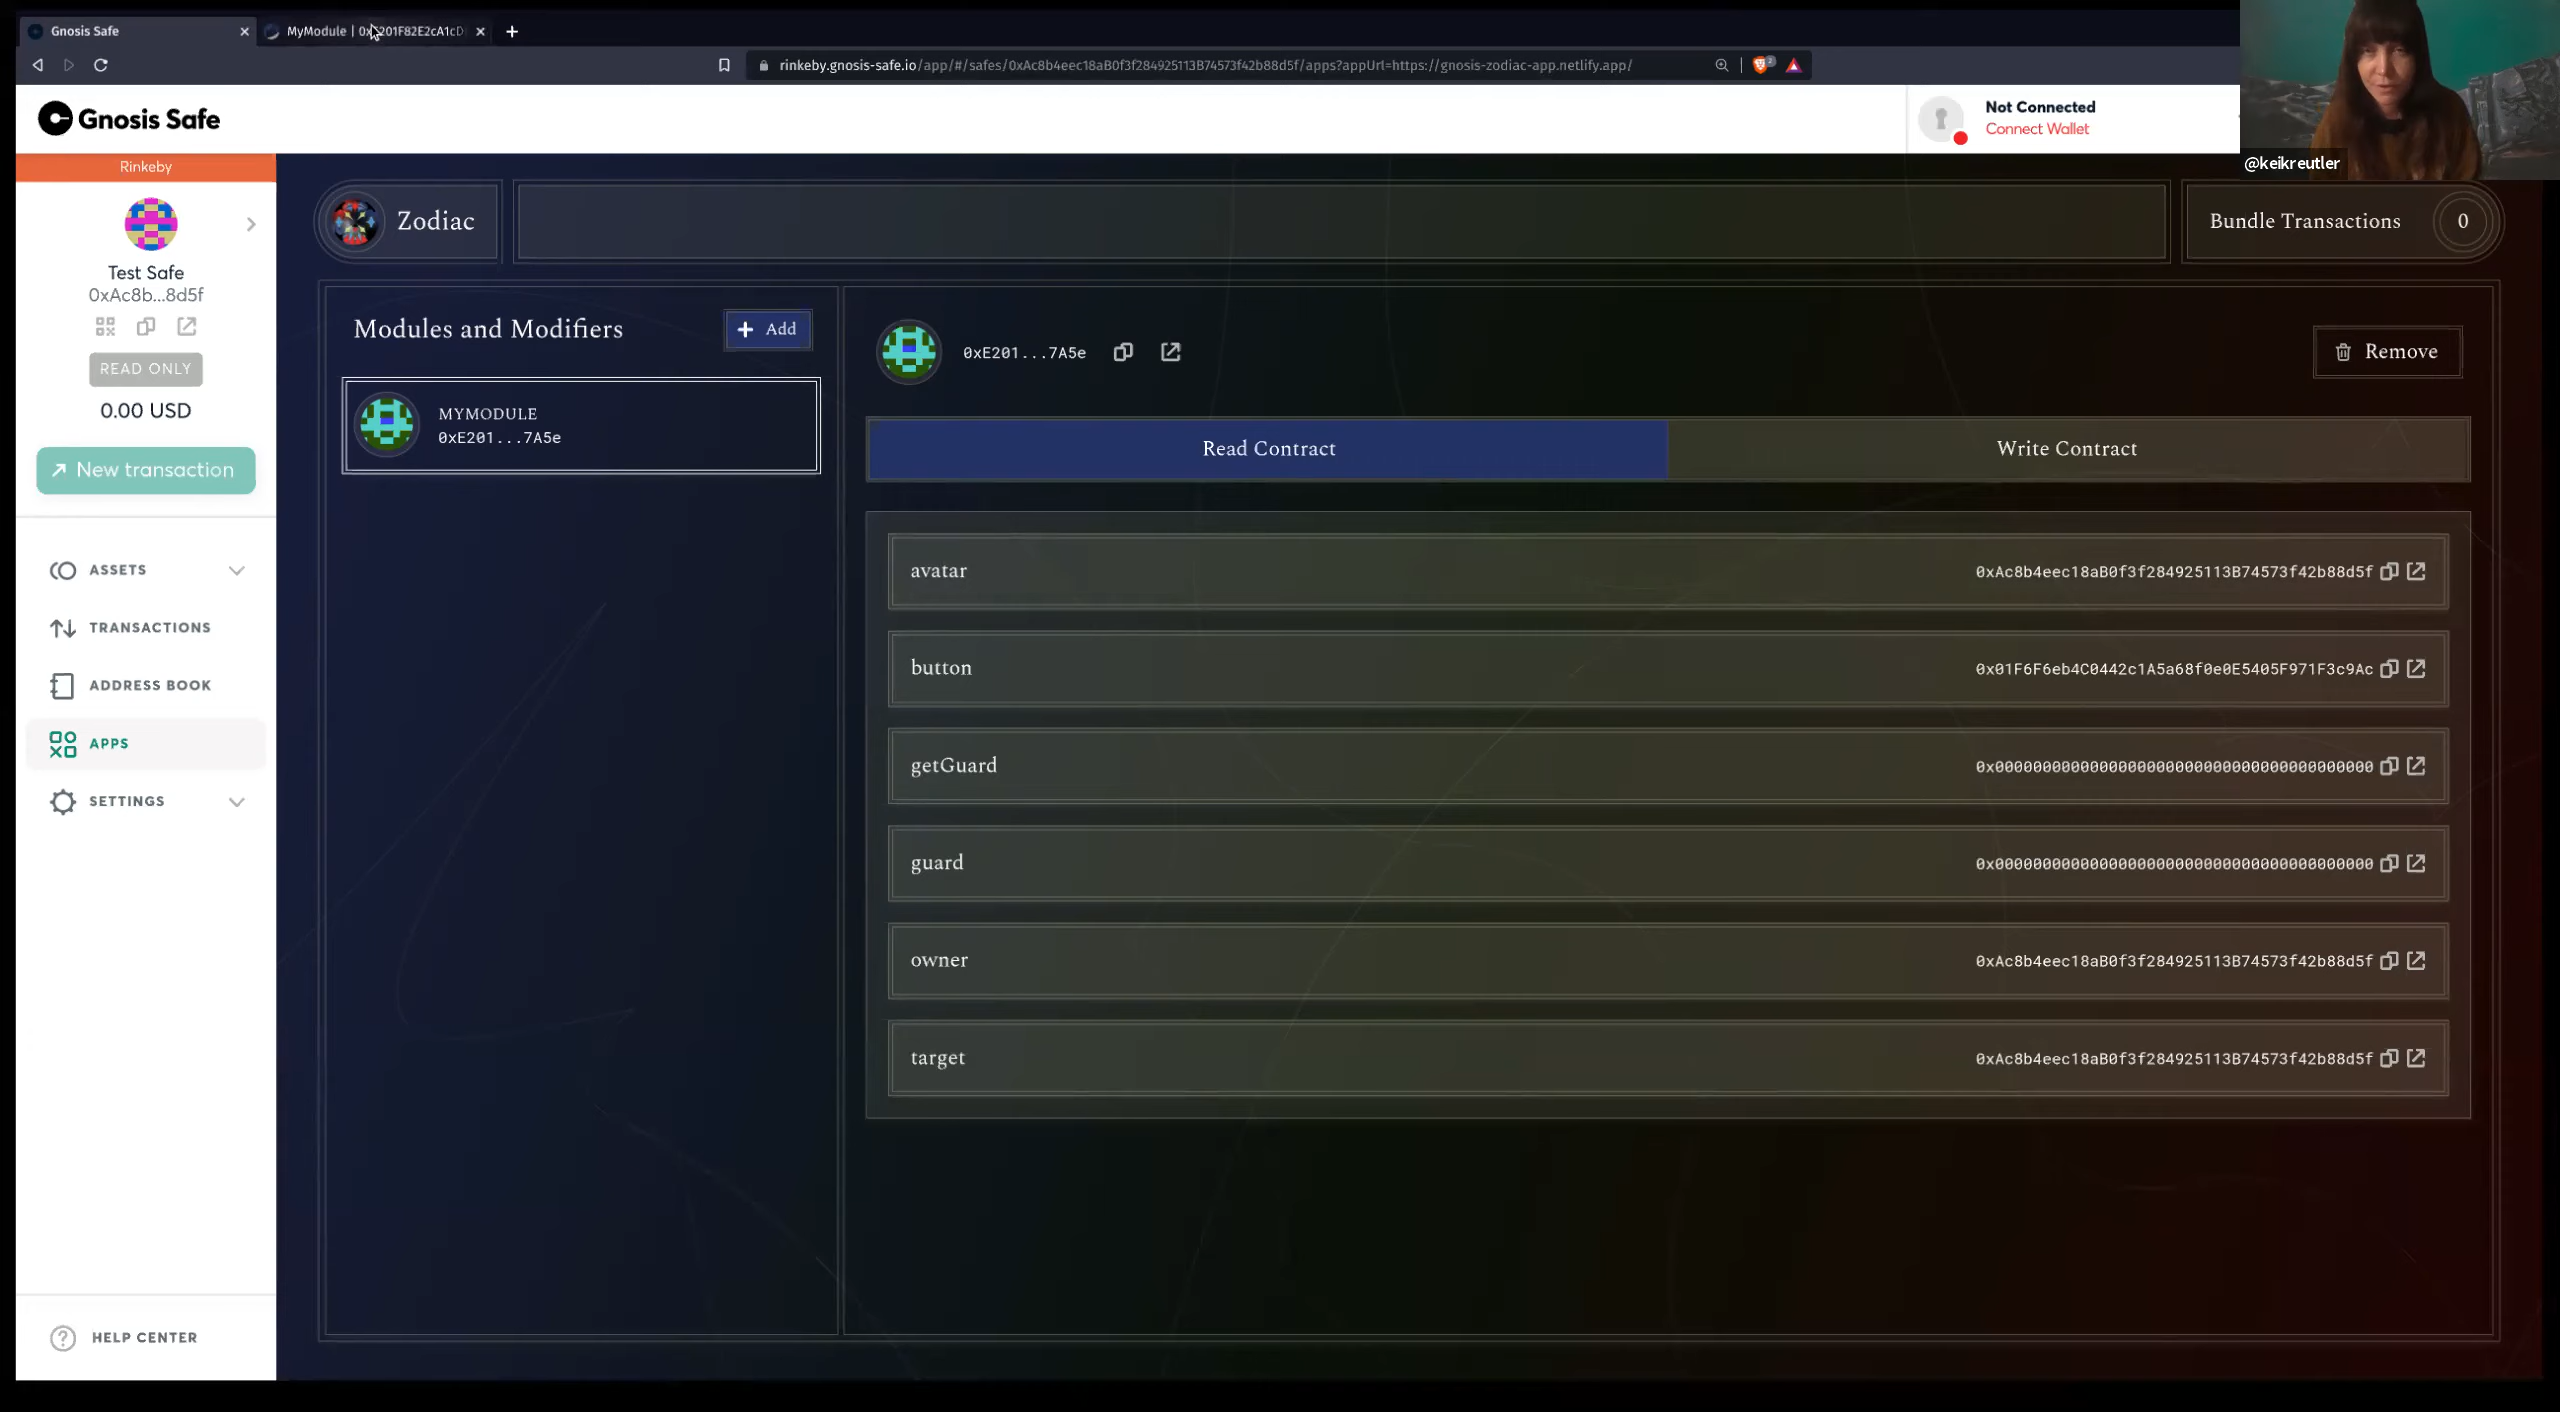 Gnosis Safe
MyModule | 0xE201F82E2cA1cD
rinkeby.gnosis-safe.io/app/#/safes/0xAc8b4eec18aB0f3f284925113B74573f42b88d5f/apps?appUrl=https://gnosis-zodiac-app.netlify.app/
2
Gnosis Safe
Not Connected
Connect Wallet
@keikreutler
Rinkeby
Test Safe
0xAc8b...8d5f
READ ONLY
0.00 USD
New transaction
ASSETS
TRANSACTIONS
ADDRESS BOOK
APPS
SETTINGS
HELP CENTER
Zodiac
Bundle Transactions 0
Modules and Modifiers
Add
MYMODULE
0xE201...7A5e
0xE201...7A5e
Remove
Read Contract
Write Contract
avatar 0xAc8b4eec18aB0f3f284925113B74573f42b88d5f
button 0x01F6F6eb4C0442c1A5a68f0e0E5405F971F3c9Ac
getGuard 0x0000000000000000000000000000000000000000
guard 0x0000000000000000000000000000000000000000
owner 0xAc8b4eec18aB0f3f284925113B74573f42b88d5f
target 0xAc8b4eec18aB0f3f284925113B74573f42b88d5f